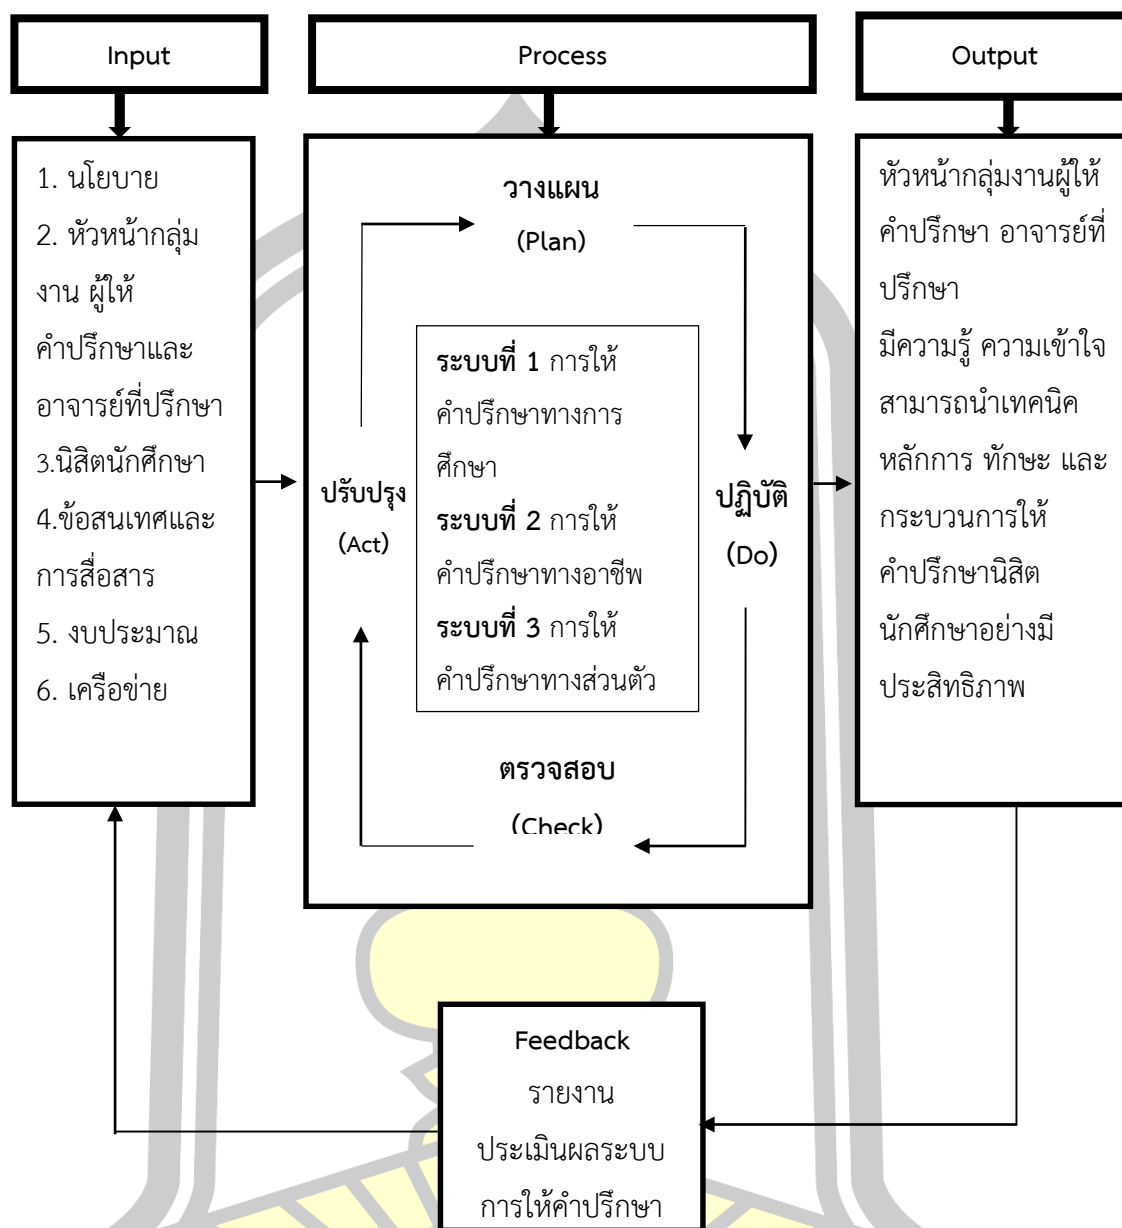 Input
Process
Output
1. นโยบาย
2. หัวหน้ากลุ่ม
งาน ผู้ให้
คำปรึกษาและ
อาจารย์ที่ปรึกษา
3.นิสิตนักศึกษา
4.ข้อสนเทศและ
การสื่อสาร
5. งบประมาณ
6. เครือข่าย
วางแผน
(Plan)
ระบบที่ 1 การให้
คำปรึกษาทางการ
ศึกษา
ระบบที่ 2 การให้
คำปรึกษาทางอาชีพ
ระบบที่ 3 การให้
คำปรึกษาทางส่วนตัว
ปรับปรุง
(Act)
ปฏิบัติ
(Do)
ตรวจสอบ
(Check)
หัวหน้ากลุ่มงานผู้ให้
คำปรึกษา อาจารย์ที่
ปรึกษา
มีความรู้ ความเข้าใจ
สามารถนำเทคนิค
หลักการ ทักษะ และ
กระบวนการให้
คำปรึกษานิสิต
นักศึกษาอย่างมี
ประสิทธิภาพ
Feedback
รายงาน
ประเมินผลระบบ
การให้คำปรึกษา